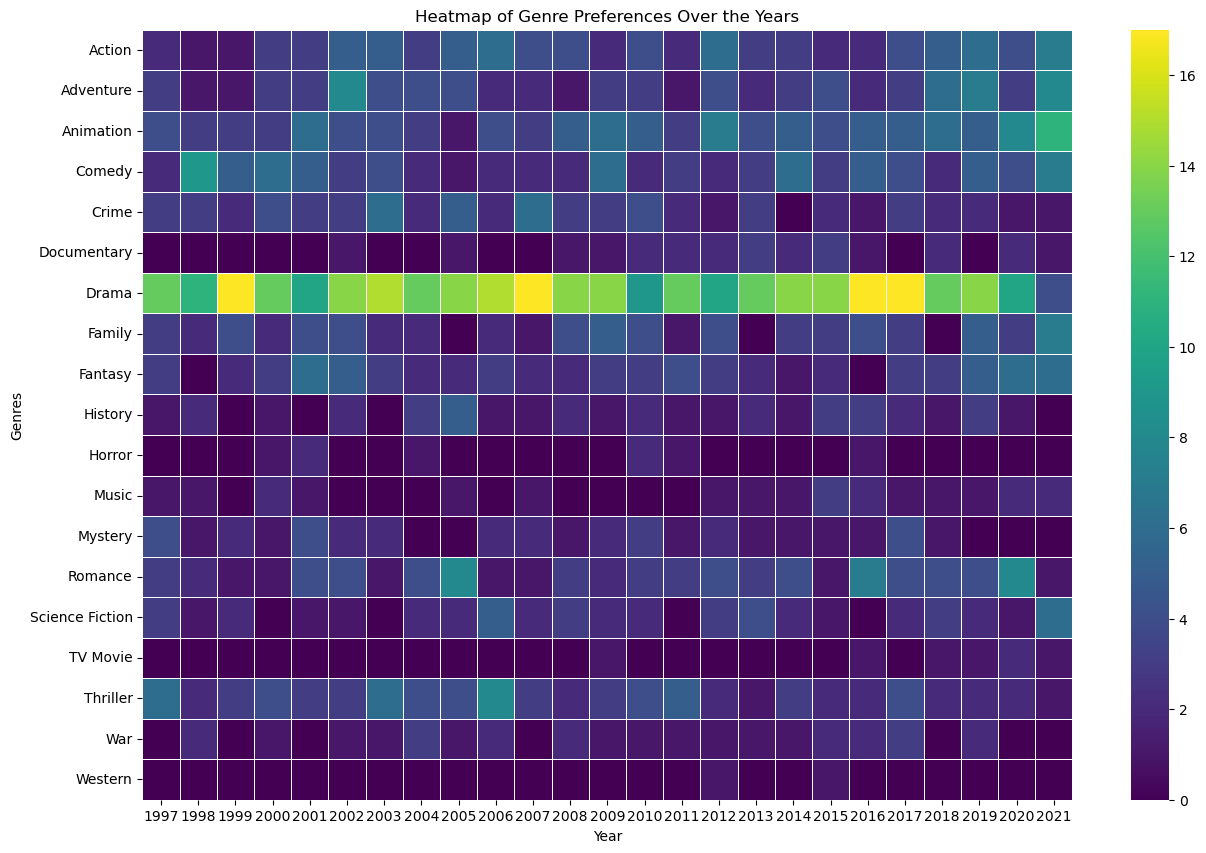 Heatmap of Genre Preferences Over the Years
Genres
Action
Adventure
Animation
Comedy
Crime
Documentary
Drama
Family
Fantasy
History
Horror
Music
Mystery
Romance
Science Fiction
TV Movie
Thriller
War
Western
1997 1998 1999 2000 2001 2002 2003 2004 2005 2006 2007 2008 2009 2010 2011 2012 2013 2014 2015 2016 2017 2018 2019 2020 2021
Year
16
14
12
10
8
6
4
2
0